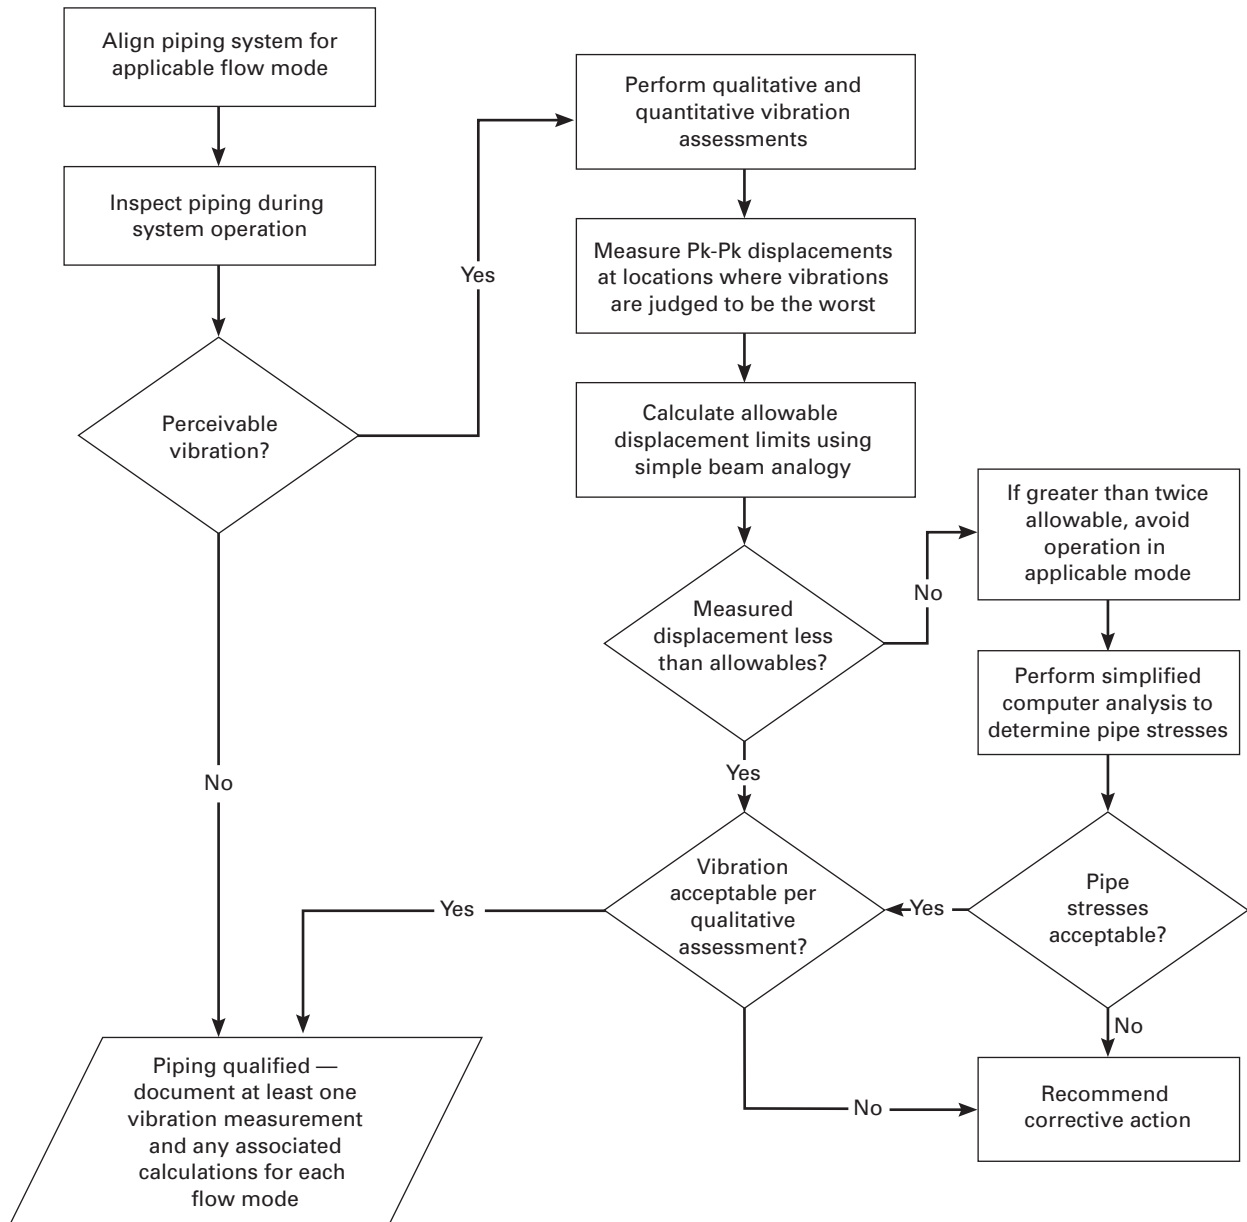 Align piping system for
applicable flow mode
Inspect piping during
system operation
Perceivable
vibration?
Yes
No
Perform qualitative and
quantitative vibration
assessments
Measure Pk-Pk displacements
at locations where vibrations
are judged to be the worst
Calculate allowable
displacement limits using
simple beam analogy
Measured
displacement less
than allowables?
No
Yes
If greater than twice
allowable, avoid
operation in
applicable mode
Perform simplified
computer analysis to
determine pipe stresses
Pipe
stresses
acceptable?
Yes
No
Vibration
acceptable per
qualitative
assessment?
Yes
No
Piping qualified —
document at least one
vibration measurement
and any associated
calculations for each
flow mode
Recommend
corrective action